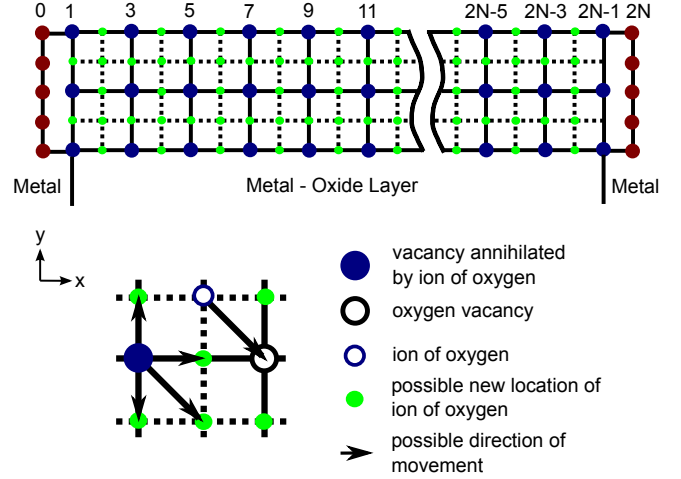 0 1 3 5 7 9 11 2N-5 2N-3 2N-1 2N
Metal Metal - Oxide Layer Metal
y
x
vacancy annihilated
by ion of oxygen
oxygen vacancy
ion of oxygen
possible new location of
ion of oxygen
possible direction of
movement